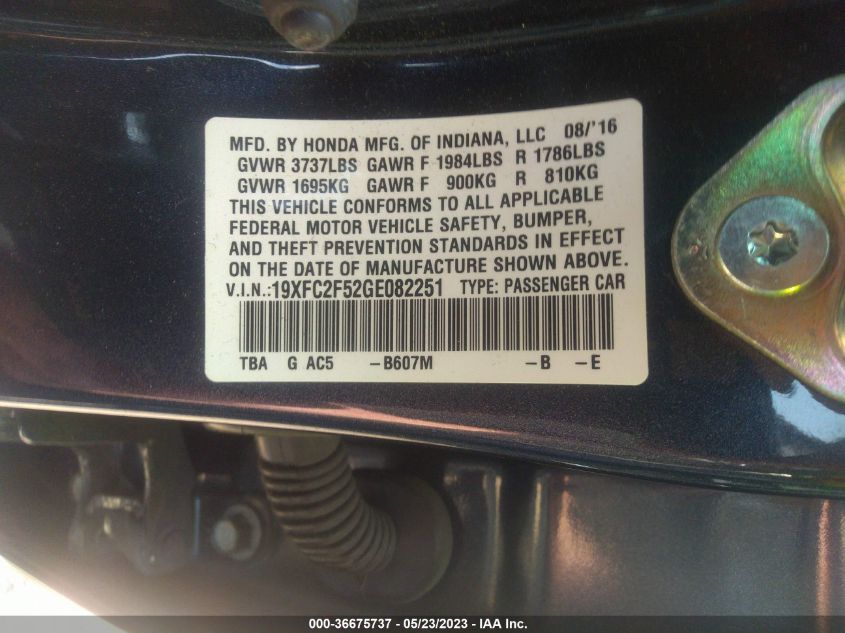 MFD. BY HONDA MFG. OF INDIANA, LLC 08/'16
GVWR 3737LBS GAWR F 1984LBS R 1786LBS
GVWR 1695KG GAWR F 900KG R 810KG
THIS VEHICLE CONFORMS TO ALL APPLICABLE
FEDERAL MOTOR VEHICLE SAFETY, BUMPER,
AND THEFT PREVENTION STANDARDS IN EFFECT
ON THE DATE OF MANUFACTURE SHOWN ABOVE.
V.I.N.:19XFC2F52GE082251 TYPE: PASSENGER CAR
TBA G AC5 -B607M -B -E
000-36675737 - 05/23/2023 - IAA Inc.